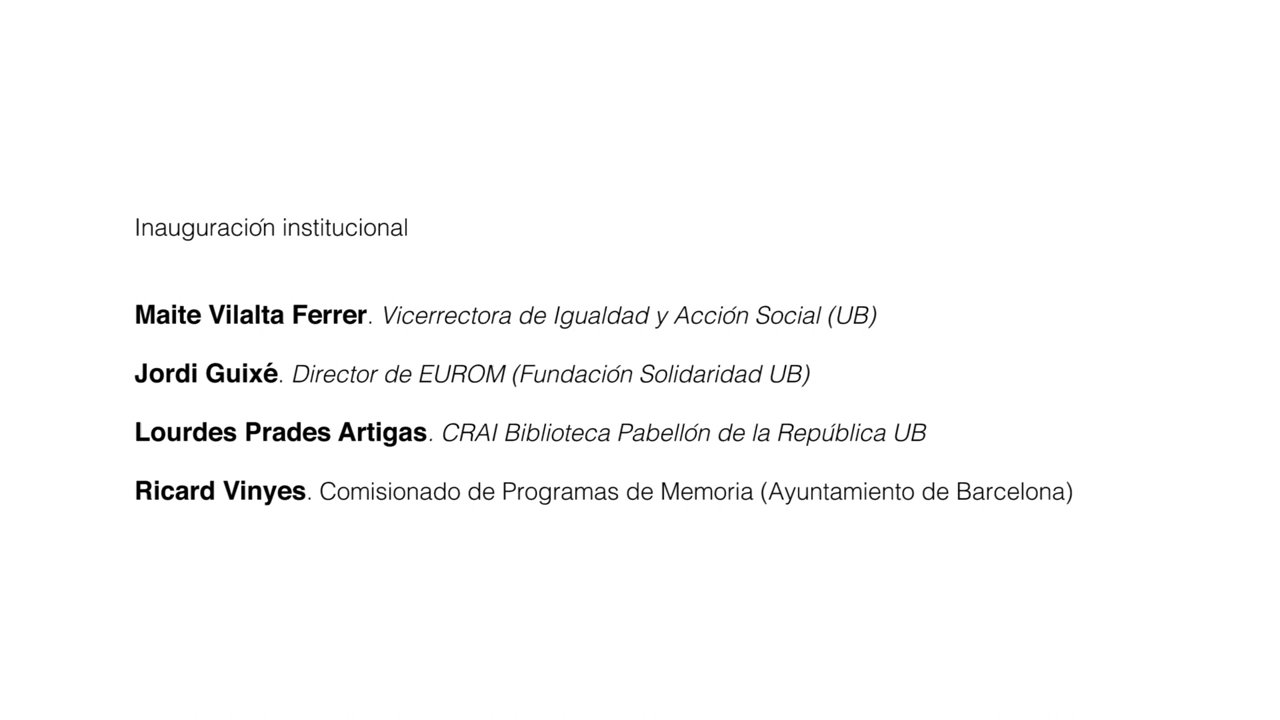 Inauguración institucional
Maite Vilalta Ferrer. Vicerrectora de Igualdad y Acción Social (UB)
Jordi Guixé. Director de EUROM (Fundación Solidaridad UB)
Lourdes Prades Artigas. CRAI Biblioteca Pabellón de la República UB
Ricard Vinyes. Comisionado de Programas de Memoria (Ayuntamiento de Barcelona)